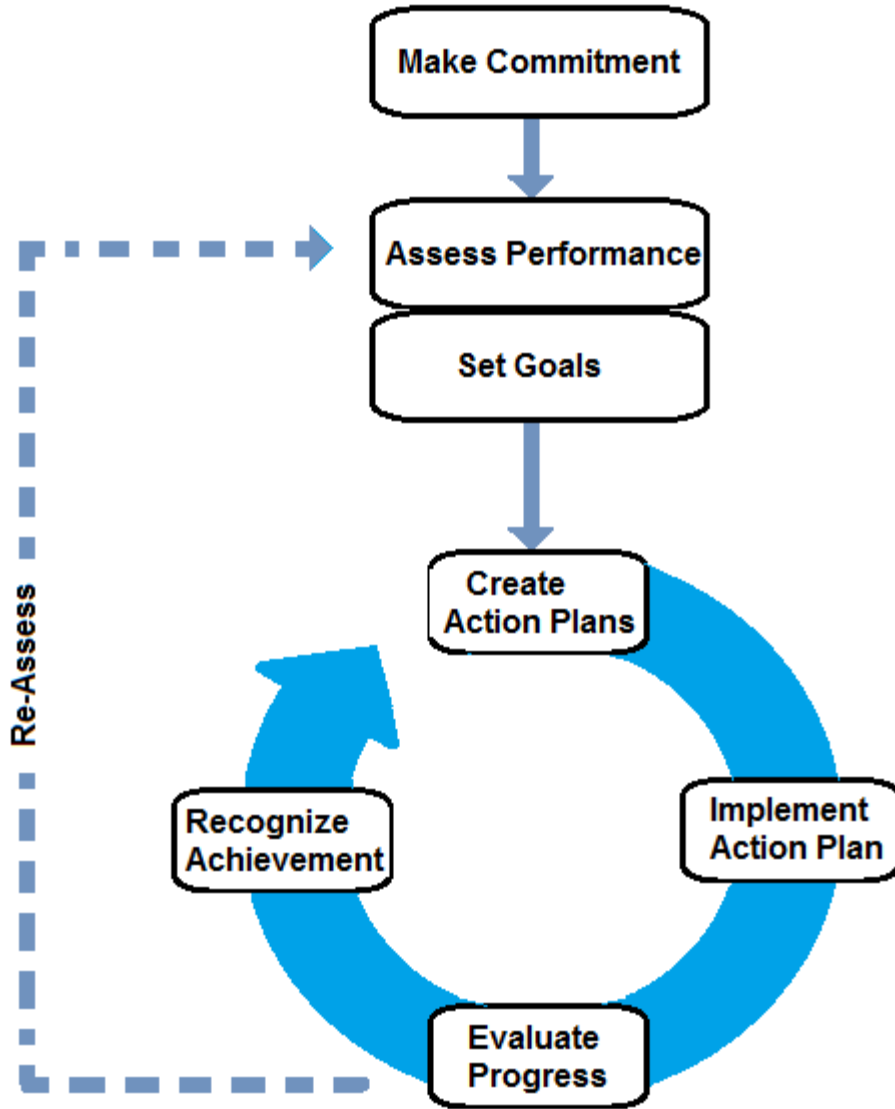 Make Commitment
Assess Performance
Set Goals
Create
Action Plans
Implement
Action Plan
Evaluate
Progress
Recognize
Achievement
Re-Assess